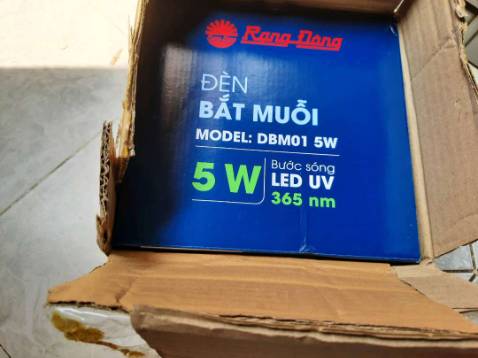 Rạng Đông
ĐÈN
BẮT MUỖI
MODEL: DBM01 5W
5 W
Bước sóng
LED UV
365 nm